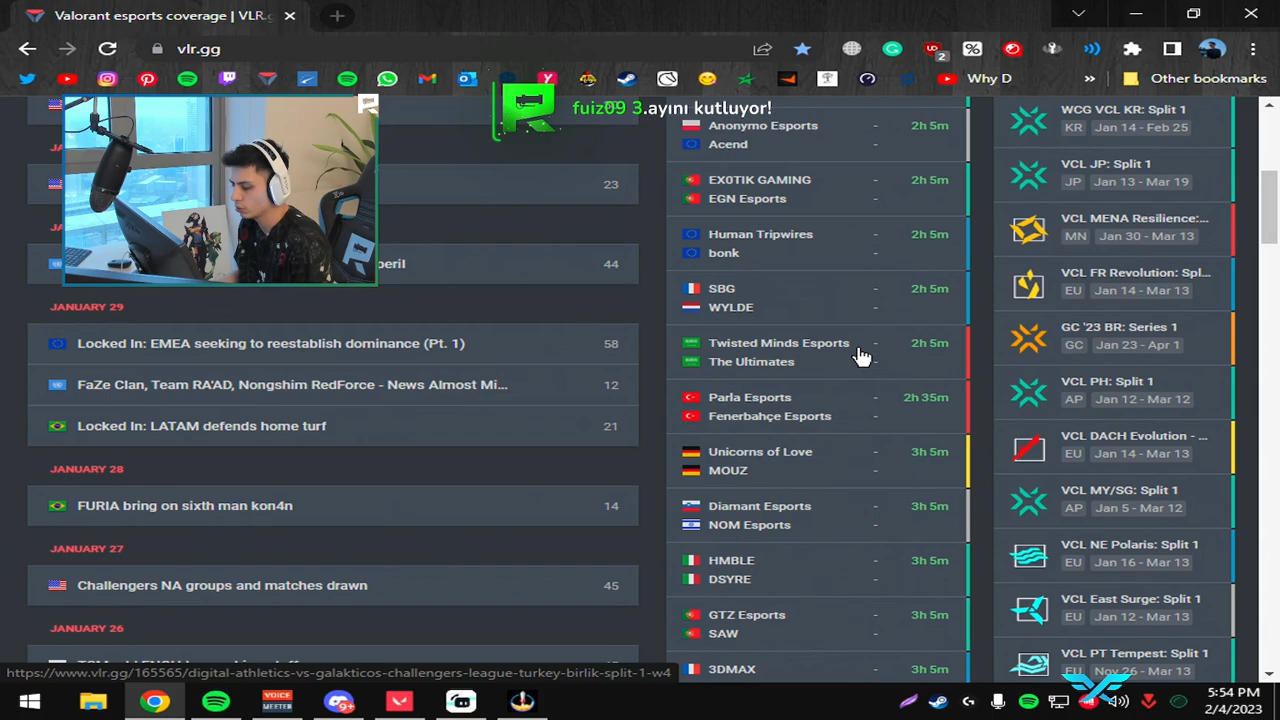 Valorant esports coverage | VLR.g
vlr.gg
2
Why D
Other bookmarks
fuiz09 3.ayını kutluyor!
23
peril
44
JANUARY 29
Locked In: EMEA seeking to reestablish dominance (Pt. 1)
58
FaZe Clan, Team RA'AD, Nongshim RedForce - News Almost Mi...
12
Locked In: LATAM defends home turf
21
JANUARY 28
FURIA bring on sixth man kon4n
14
JANUARY 27
Challengers NA groups and matches drawn
45
JANUARY 26
https://www.vlr.gg/165565/digital-athletics-vs-galakticos-challengers-league-turkey-birlik-split-1-w4
Anonymo Esports - 2h 5m
Acend -
EX0TIK GAMING - 2h 5m
EGN Esports -
Human Tripwires - 2h 5m
bonk -
SBG - 2h 5m
WYLDE -
Twisted Minds Esports - 2h 5m
The Ultimates -
Parla Esports - 2h 35m
Fenerbahçe Esports -
Unicorns of Love - 3h 5m
MOUZ -
Diamant Esports - 3h 5m
NOM Esports -
HMBLE - 3h 5m
DSYRE -
GTZ Esports - 3h 5m
SAW -
3DMAX - 3h 5m
WCG VCL KR: Split 1
KR Jan 14 - Feb 25
VCL JP: Split 1
JP Jan 13 - Mar 19
VCL MENA Resilience:...
MN Jan 30 - Mar 13
VCL FR Revolution: Spl...
EU Jan 14 - Mar 13
GC '23 BR: Series 1
GC Jan 23 - Apr 1
VCL PH: Split 1
AP Jan 12 - Mar 12
VCL DACH Evolution - ...
EU Jan 14 - Mar 13
VCL MY/SG: Split 1
AP Jan 5 - Mar 12
VCL NE Polaris: Split 1
EU Jan 16 - Mar 13
VCL East Surge: Split 1
EU Jan 12 - Mar 13
VCL PT Tempest: Split 1
EU Nov 26 - Mar 13
VOICE
MEETER
9+
5:54 PM
2/4/2023